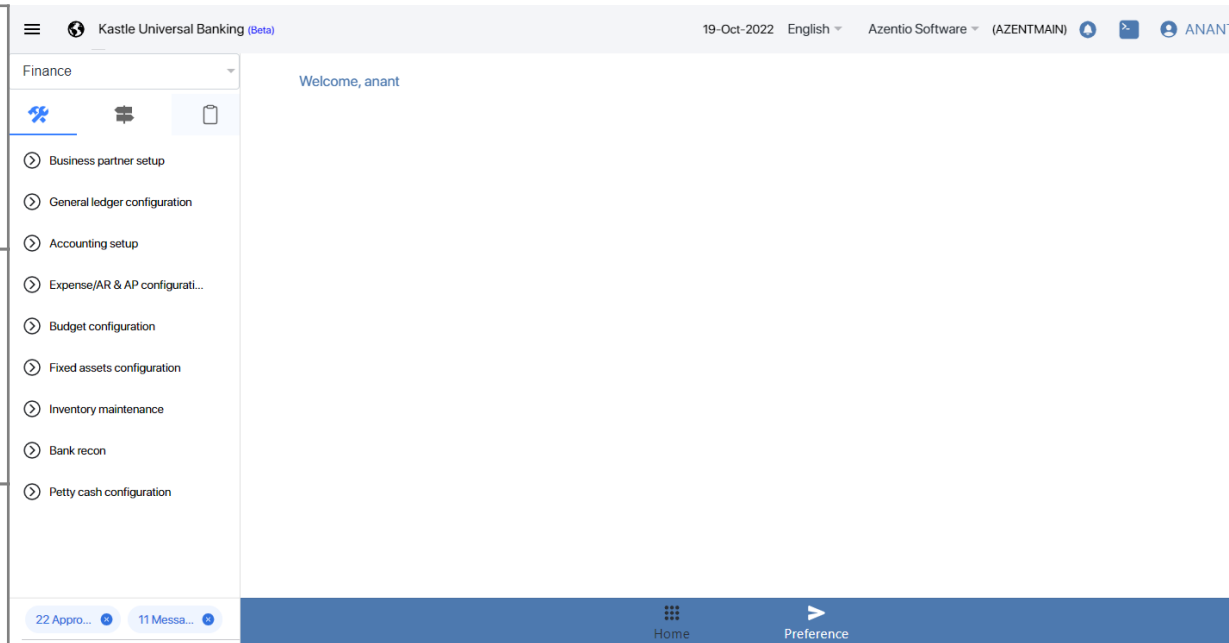 Kastle Universal Banking (Beta)
19-Oct-2022 English Azentio Software (AZENTMAIN) ANANT
Finance
Welcome, anant
Business partner setup
General ledger configuration
Accounting setup
Expense/AR & AP configurati...
Budget configuration
Fixed assets configuration
Inventory maintenance
Bank recon
Petty cash configuration
22 Appro... 11 Messa...
Home Preference